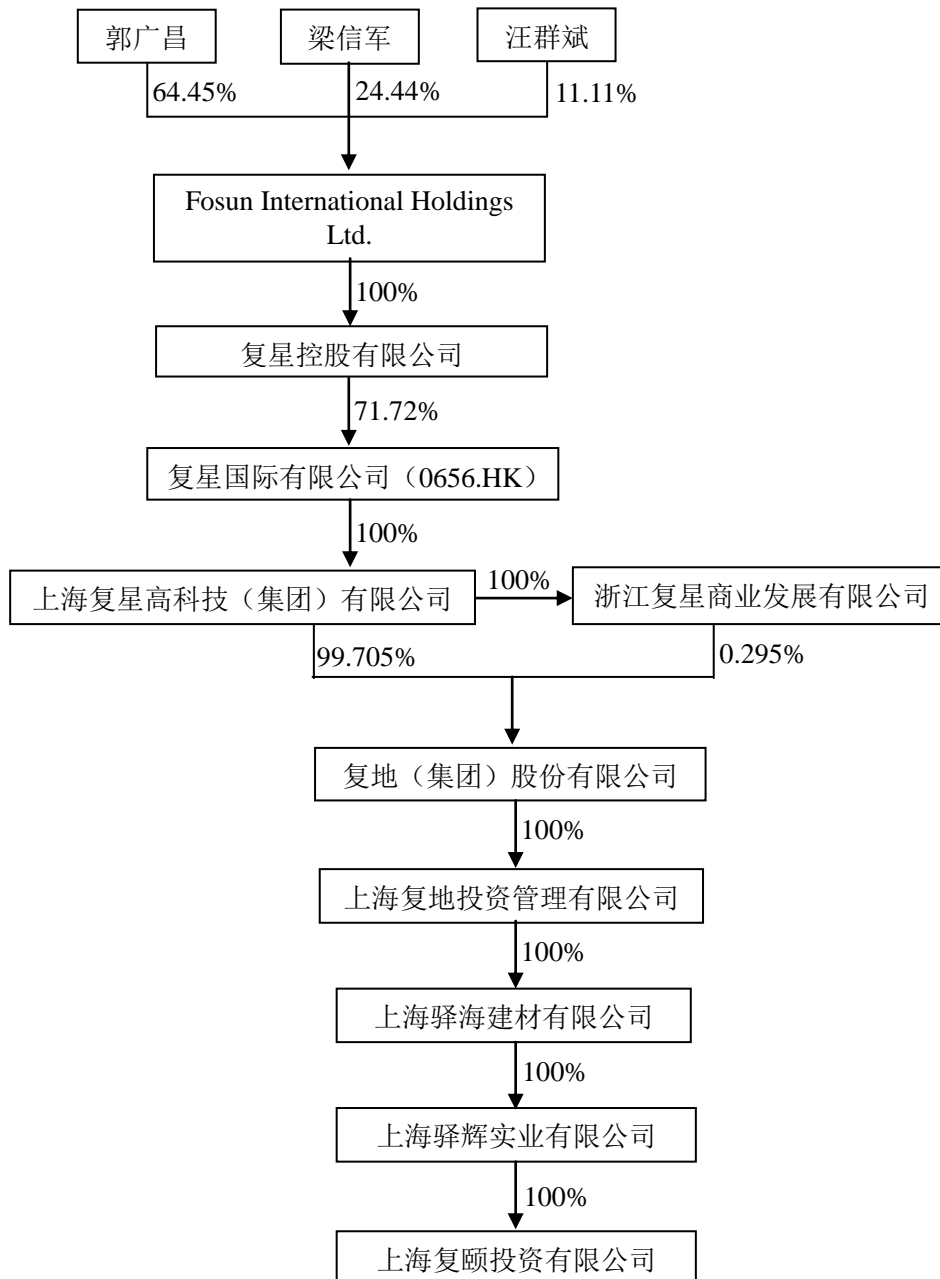 郭广昌
梁信军
汪群斌
64.45%
24.44%
11.11%
Fosun International Holdings
Ltd.
100%
复星控股有限公司
71.72%
复星国际有限公司（0656.HK）
100%
上海复星高科技（集团）有限公司
100%
浙江复星商业发展有限公司
99.705%
0.295%
复地（集团）股份有限公司
100%
上海复地投资管理有限公司
100%
上海驿海建材有限公司
100%
上海驿辉实业有限公司
100%
上海复颐投资有限公司